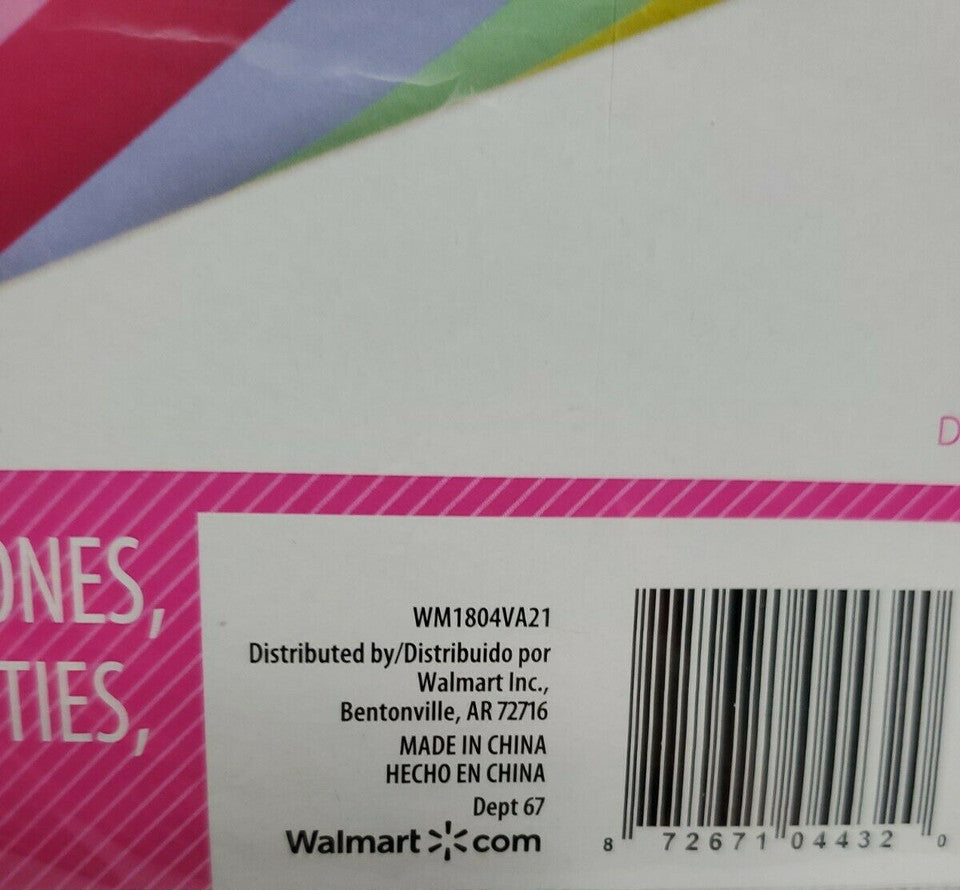 D
ONES,
TIES,
WM1804VA21
Distributed by/Distribuido por
Walmart Inc.,
Bentonville, AR 72716
MADE IN CHINA
HECHO EN CHINA
Dept 67
Walmart com
8 72671 04432 0